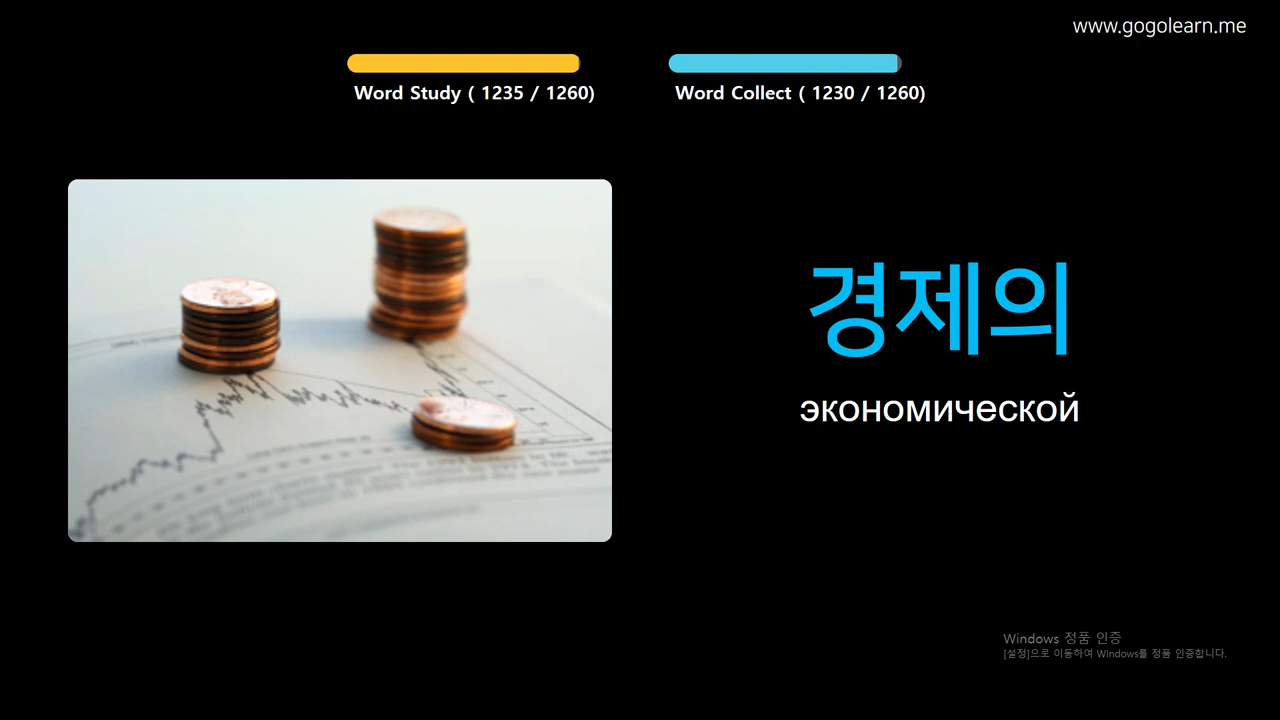 www.gogolearn.me
Word Study ( 1235 / 1260)
Word Collect ( 1230 / 1260)
경제의
экономической
Windows 정품 인증
[설정]으로 이동하여 Windows를 정품 인증합니다.